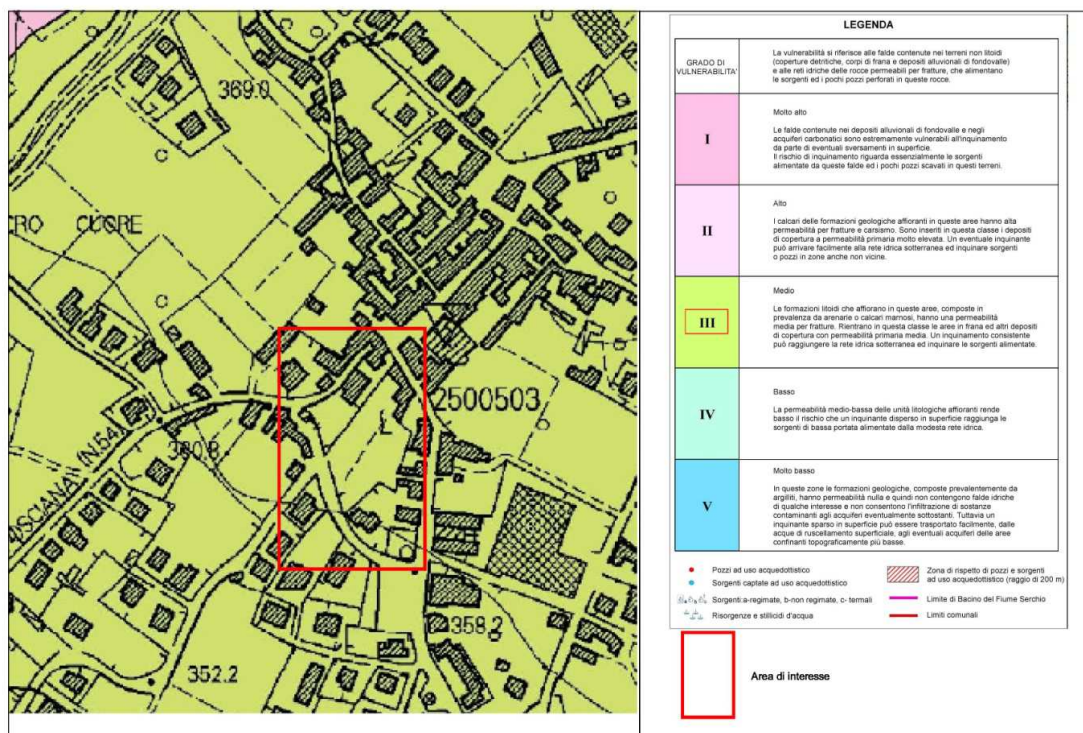 369.0
CRO CUORE
2500503
TOSCANA (N.54
360.8
358.2
352.2
LEGENDA
GRADO DI
VULNERABILITA'
La vulnerabilità si riferisce alle falde contenute nei terreni non litoidi
(coperture detritiche, corpi di frana e depositi alluvionali di fondovalle)
e alle reti idriche delle rocce permeabili per fratture, che alimentano
le sorgenti ed i pochi pozzi perforati in queste rocce.
I
Molto alto
Le falde contenute nei depositi alluvionali di fondovalle e negli
acquiferi carbonatici sono estremamente vulnerabili all'inquinamento
da parte di eventuali sversamenti in superficie.
Il rischio di inquinamento riguarda essenzialmente le sorgenti
alimentate da queste falde ed i pochi pozzi scavati in questi terreni.
II
Alto
I calcari delle formazioni geologiche affioranti in queste aree hanno alta
permeabilità per fratture e carsismo. Sono inseriti in questa classe i depositi
di copertura a permeabilità primaria molto elevata. Un eventuale inquinante
può arrivare facilmente alla rete idrica sotterranea ed inquinare sorgenti
o pozzi in zone anche non vicine.
III
Medio
Le formazioni litoidi che affiorano in queste aree, composte in
prevalenza da arenarie o calcari marnosi, hanno una permeabilità
media per fratture. Rientrano in questa classe le aree in frana ed altri depositi
di copertura con permeabilità primaria media. Un inquinamento consistente
può raggiungere la rete idrica sotterranea ed inquinare le sorgenti alimentate.
IV
Basso
La permeabilità medio-bassa delle unità litologiche affioranti rende
basso il rischio che un inquinante disperso in superficie raggiunga le
sorgenti di bassa portata alimentate dalla modesta rete idrica.
V
Molto basso
In queste zone le formazioni geologiche, composte prevalentemente da
argilliti, hanno permeabilità nulla e quindi non contengono falde idriche
di qualche interesse e non consentono l'infiltrazione di sostanze
contaminanti agli acquiferi eventualmente sottostanti. Tuttavia un
inquinante sparso in superficie può essere trasportato facilmente, dalle
acque di ruscellamento superficiale, agli eventuali acquiferi delle aree
confinanti topograficamente più basse.
Pozzi ad uso acquedottistico
Sorgenti captate ad uso acquedottistico
Sorgenti:a-regimate, b-non regimate, c- termali
Risorgenze e stillicidi d'acqua
Zona di rispetto di pozzi e sorgenti
ad uso acquedottistico (raggio di 200 m)
Limite di Bacino del Fiume Serchio
Limiti comunali
Area di interesse